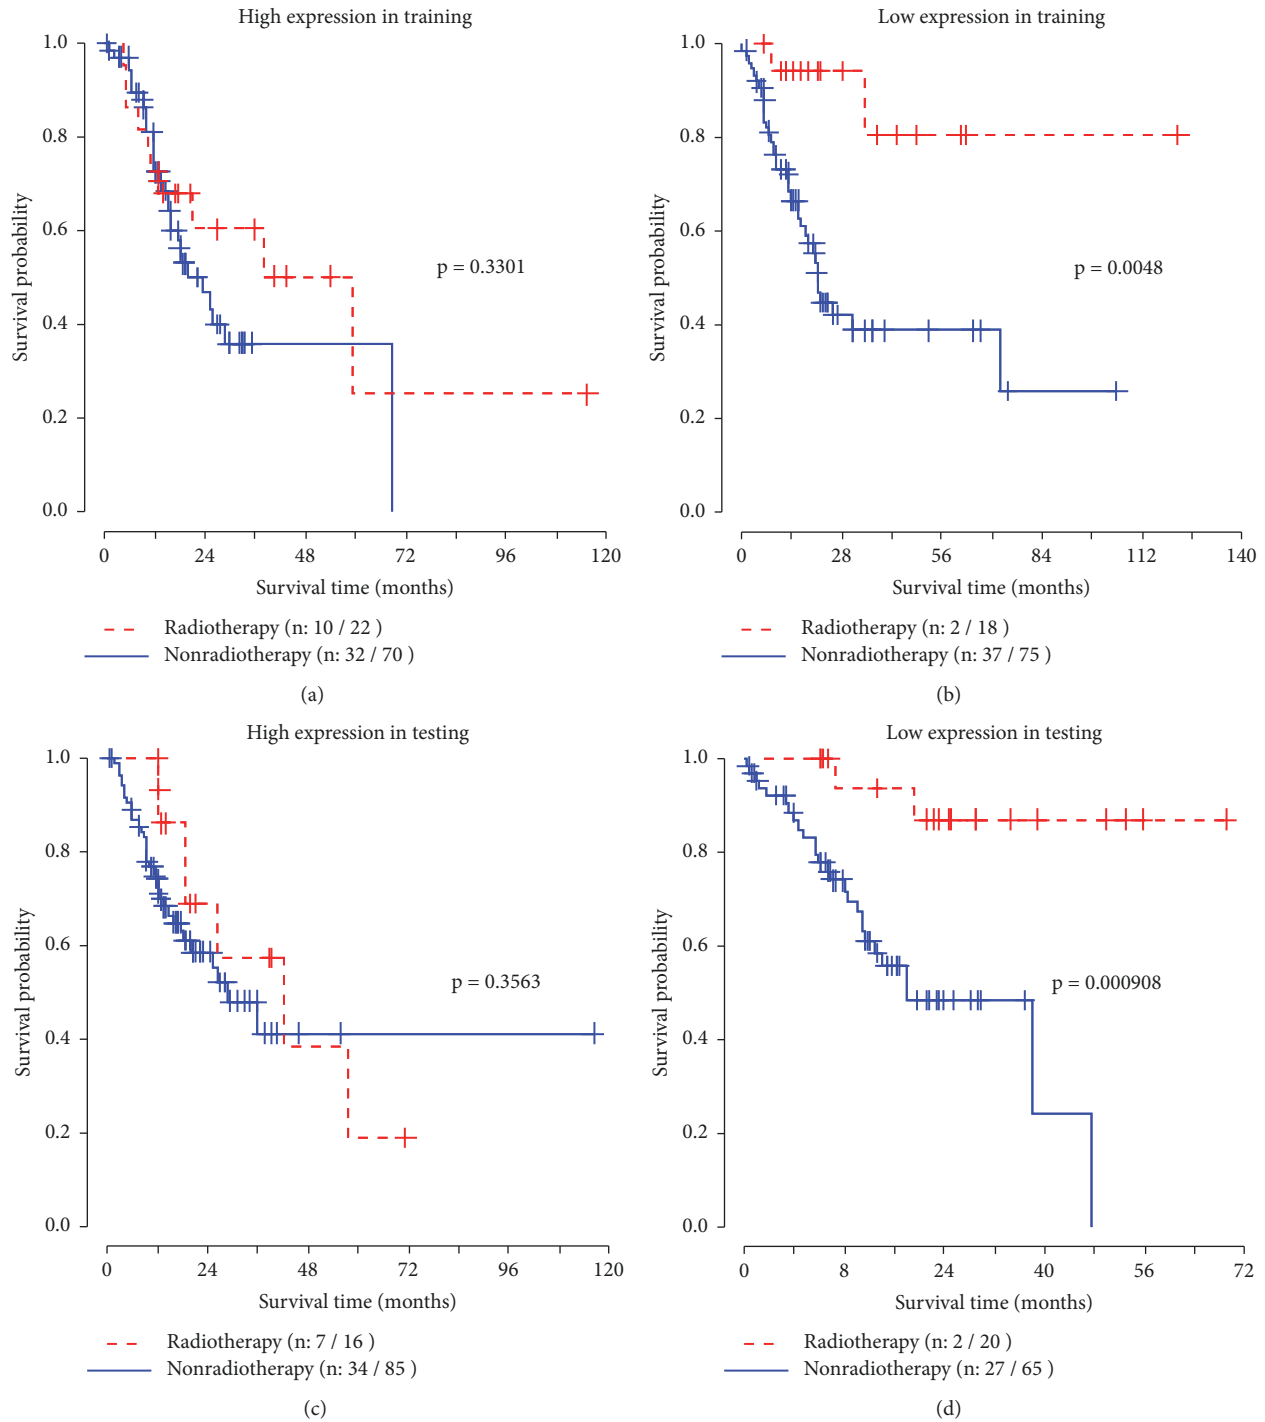 High expression in training
1.0
0.8
0.6
0.4
0.2
0.0
Survival probability
p = 0.3301
0 24 48 72 96 120
Survival time (months)
Radiotherapy (n: 10 / 22 )
Nonradiotherapy (n: 32 / 70 )
(a)
Low expression in training
1.0
0.8
0.6
0.4
0.2
0.0
Survival probability
p = 0.0048
0 28 56 84 112 140
Survival time (months)
Radiotherapy (n: 2 / 18 )
Nonradiotherapy (n: 37 / 75 )
(b)
High expression in testing
1.0
0.8
0.6
0.4
0.2
0.0
Survival probability
p = 0.3563
0 24 48 72 96 120
Survival time (months)
Radiotherapy (n: 7 / 16 )
Nonradiotherapy (n: 34 / 85 )
(c)
Low expression in testing
1.0
0.8
0.6
0.4
0.2
0.0
Survival probability
p = 0.000908
0 8 24 40 56 72
Survival time (months)
Radiotherapy (n: 2 / 20 )
Nonradiotherapy (n: 27 / 65 )
(d)